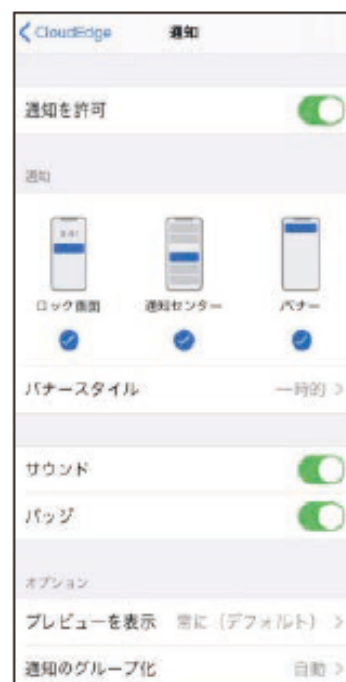 CloudEdge 通知
通知を許可
通知
9:41
ロック画面 通知センター バナー
バナースタイル 一時的
サウンド
バッジ
オプション
プレビューを表示 常に（デフォルト）
通知のグループ化 自動